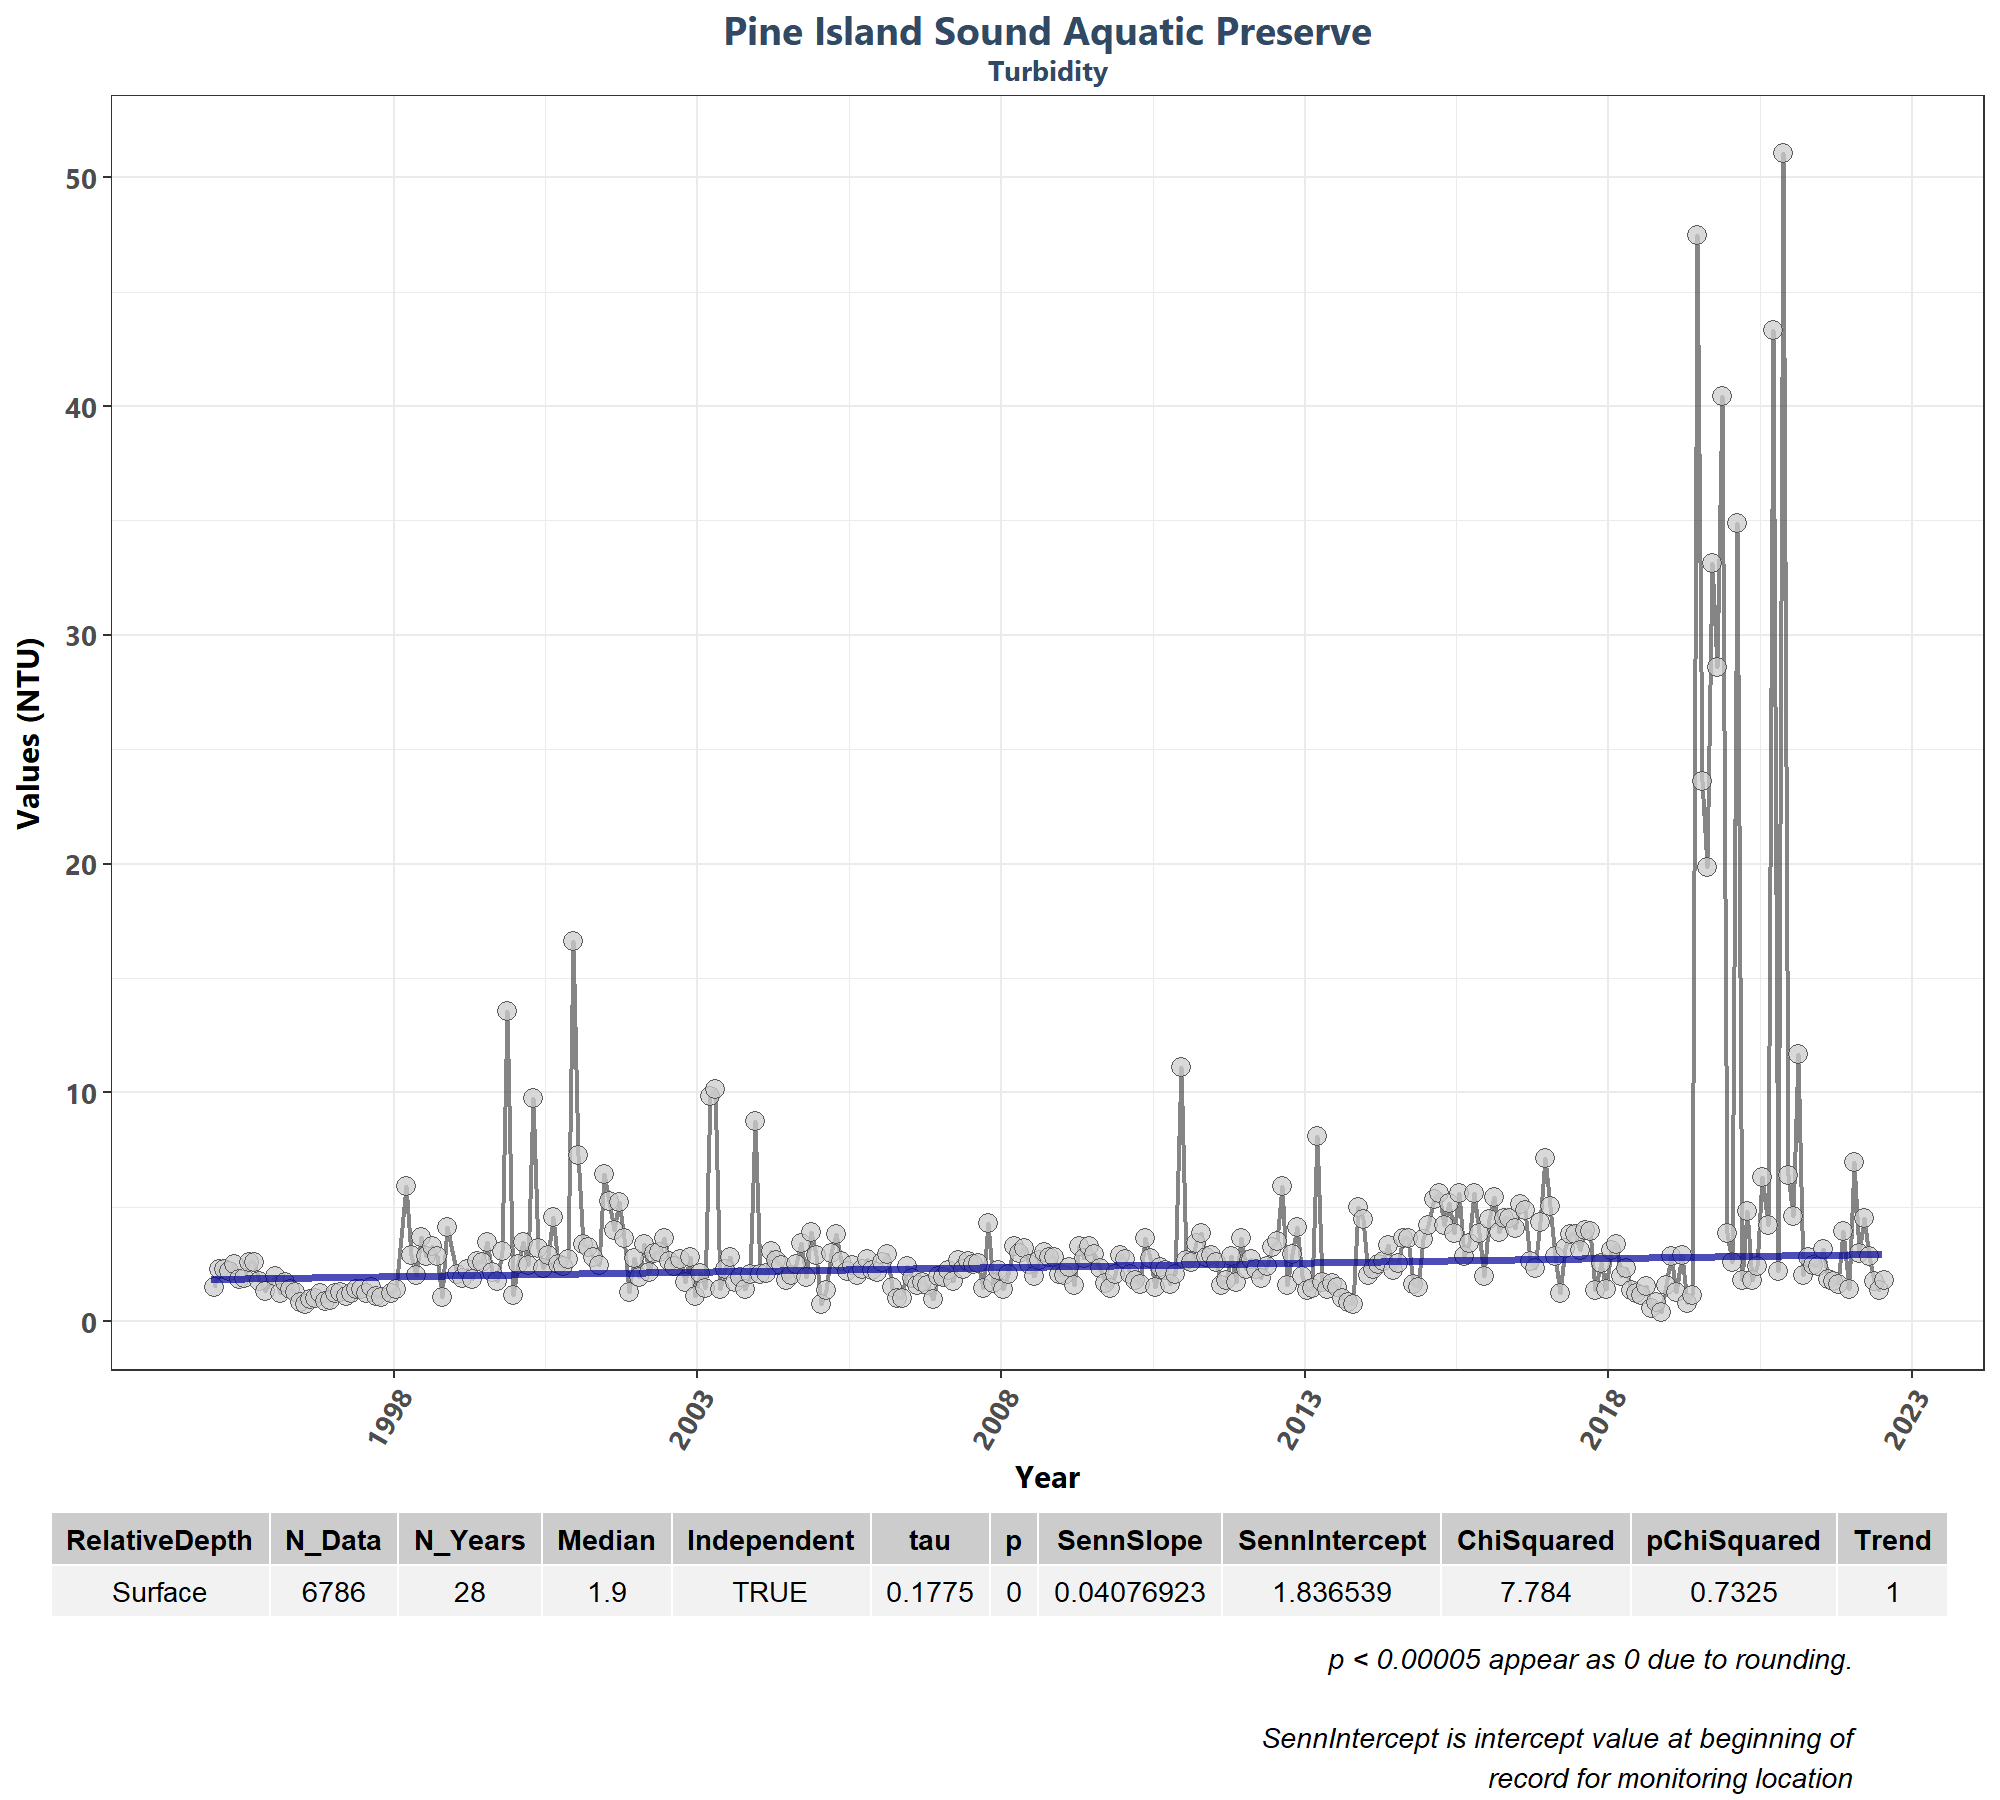 Pine Island Sound Aquatic Preserve
Turbidity
Values (NTU)
50
40
30
20
10
0
1998 2003 2008 2013 2018 2023
Year
RelativeDepth N_Data N_Years Median Independent tau p SennSlope SennIntercept ChiSquared pChiSquared Trend
Surface 6786 28 1.9 TRUE 0.1775 0 0.04076923 1.836539 7.784 0.7325 1
p < 0.00005 appear as 0 due to rounding.
SennIntercept is intercept value at beginning of
record for monitoring location